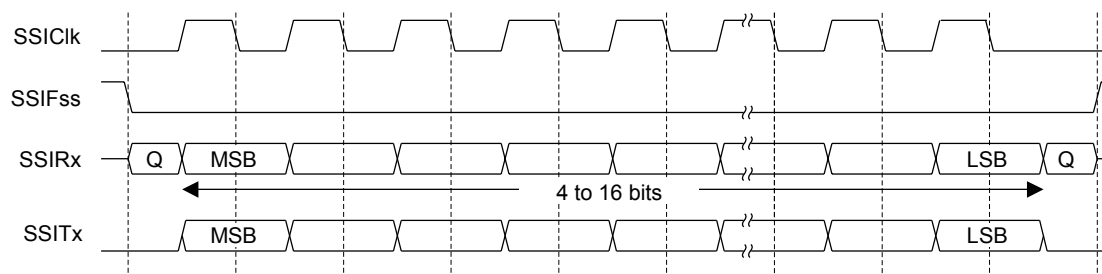 SSIClk
SSIFss
SSIRx Q MSB LSB Q
4 to 16 bits
SSITx MSB LSB